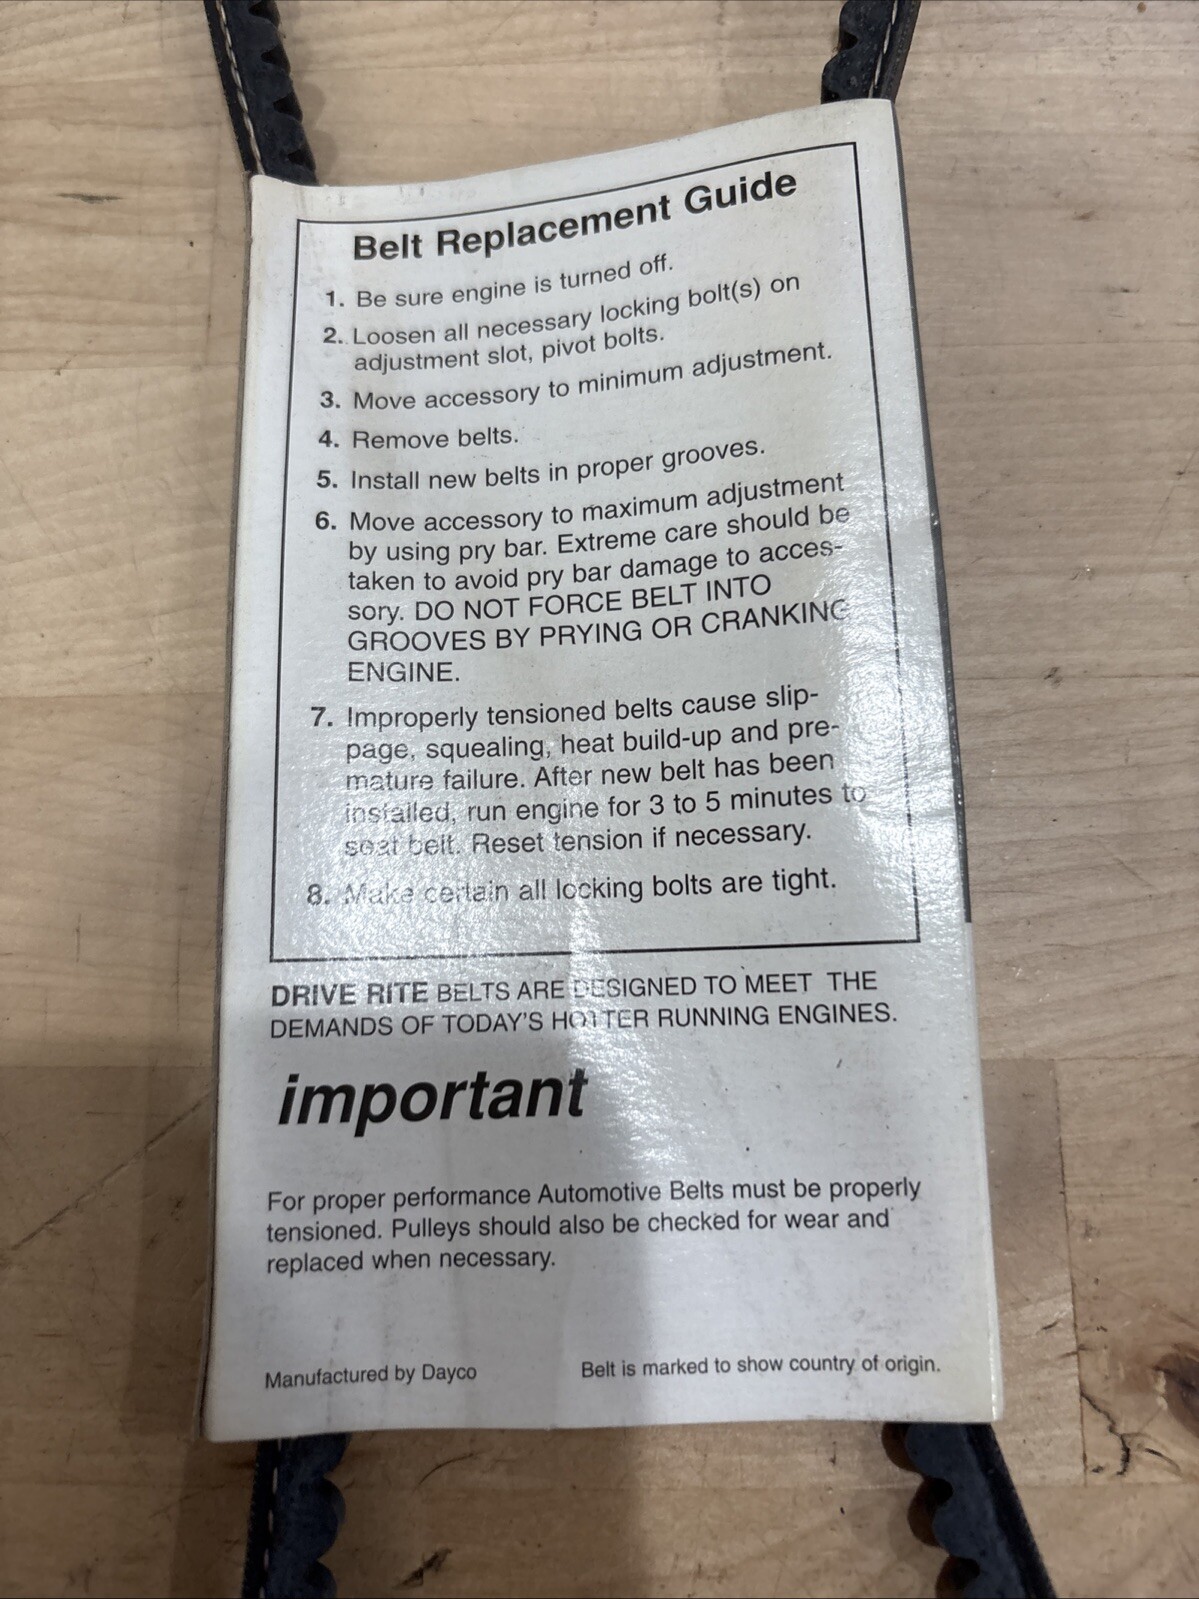 Belt Replacement Guide
1. Be sure engine is turned off.
2. Loosen all necessary locking bolt(s) on
adjustment slot, pivot bolts.
3. Move accessory to minimum adjustment.
4. Remove belts.
5. Install new belts in proper grooves.
6. Move accessory to maximum adjustment
by using pry bar. Extreme care should be
taken to avoid pry bar damage to acces-
sory. DO NOT FORCE BELT INTO
GROOVES BY PRYING OR CRANKING
ENGINE.
7. Improperly tensioned belts cause slip-
page, squealing, heat build-up and pre-
mature failure. After new belt has been
installed, run engine for 3 to 5 minutes to
seat belt. Reset tension if necessary.
8. Make certain all locking bolts are tight.
DRIVE RITE BELTS ARE DESIGNED TO MEET THE
DEMANDS OF TODAY'S HOTTER RUNNING ENGINES.
important
For proper performance Automotive Belts must be properly
tensioned. Pulleys should also be checked for wear and
replaced when necessary.
Manufactured by Dayco
Belt is marked to show country of origin.